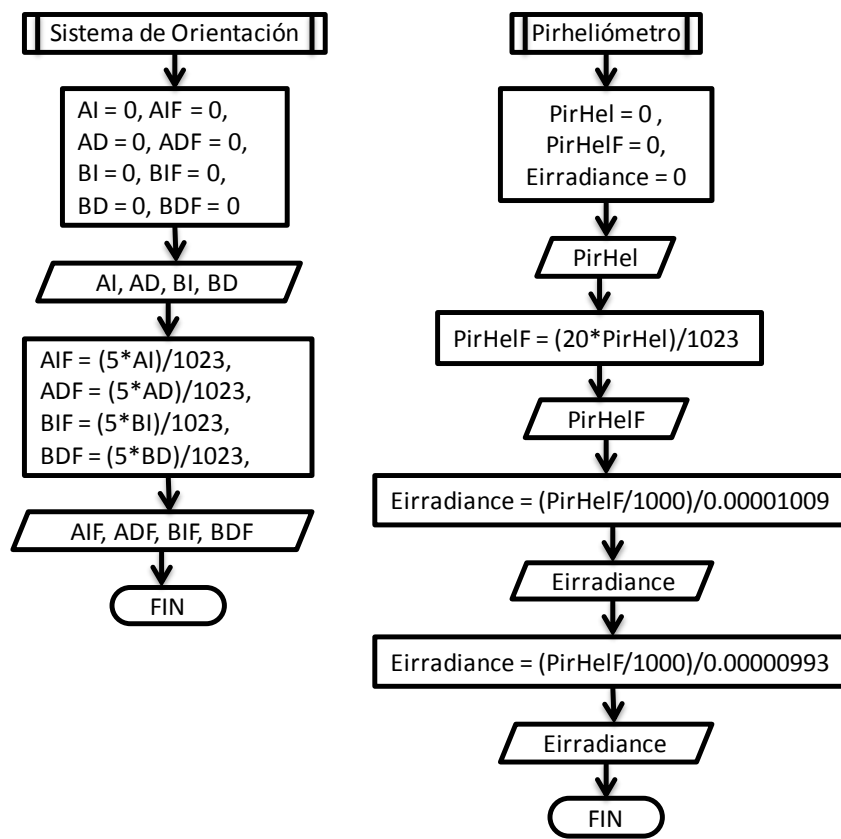 Sistema de Orientación
AI = 0, AIF = 0,
AD = 0, ADF = 0,
BI = 0, BIF = 0,
BD = 0, BDF = 0
AI, AD, BI, BD
AIF = (5*AI)/1023,
ADF = (5*AD)/1023,
BIF = (5*BI)/1023,
BDF = (5*BD)/1023,
AIF, ADF, BIF, BDF
FIN
Pirheliómetro
PirHel = 0 ,
PirHelF = 0,
Eirradiance = 0
PirHel
PirHelF = (20*PirHel)/1023
PirHelF
Eirradiance = (PirHelF/1000)/0.00001009
Eirradiance
Eirradiance = (PirHelF/1000)/0.00000993
Eirradiance
FIN